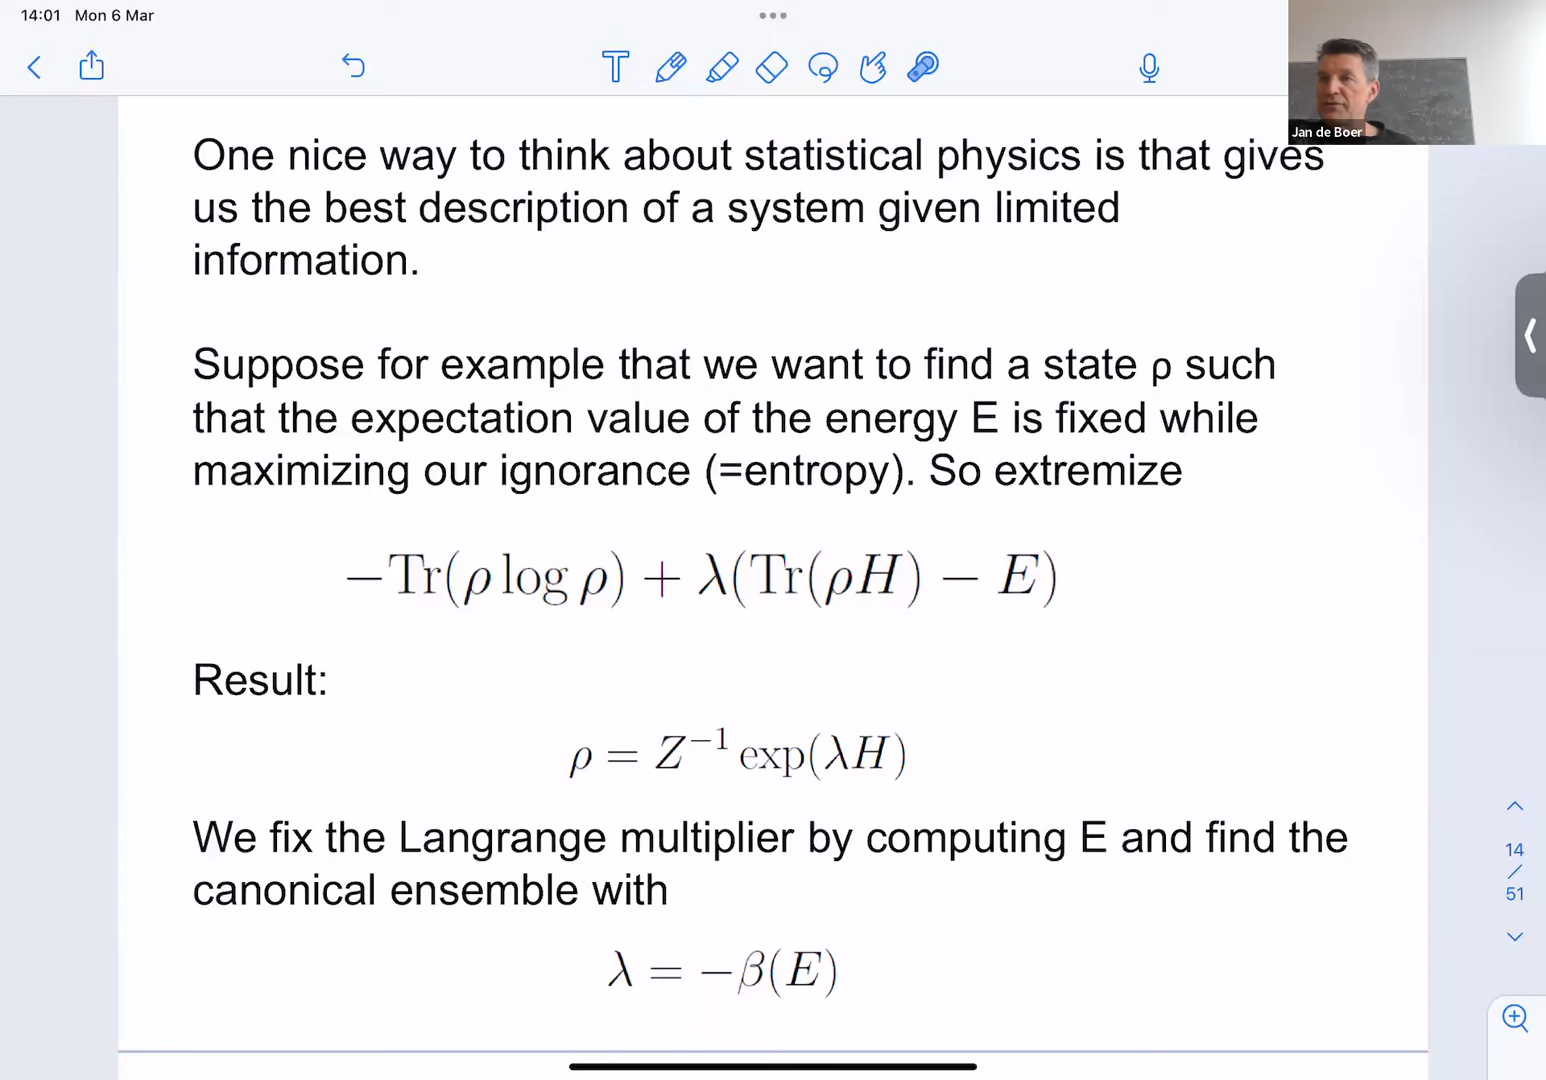 14:01 Mon 6 Mar
Jan de Boer
One nice way to think about statistical physics is that gives
us the best description of a system given limited
information.
Suppose for example that we want to find a state ρ such
that the expectation value of the energy E is fixed while
maximizing our ignorance (=entropy). So extremize
−Tr(ρ log ρ) + λ(Tr(ρH) − E)
Result:
ρ = Z⁻¹ exp(λH)
We fix the Langrange multiplier by computing E and find the
canonical ensemble with
λ = −β(E)
14
/
51